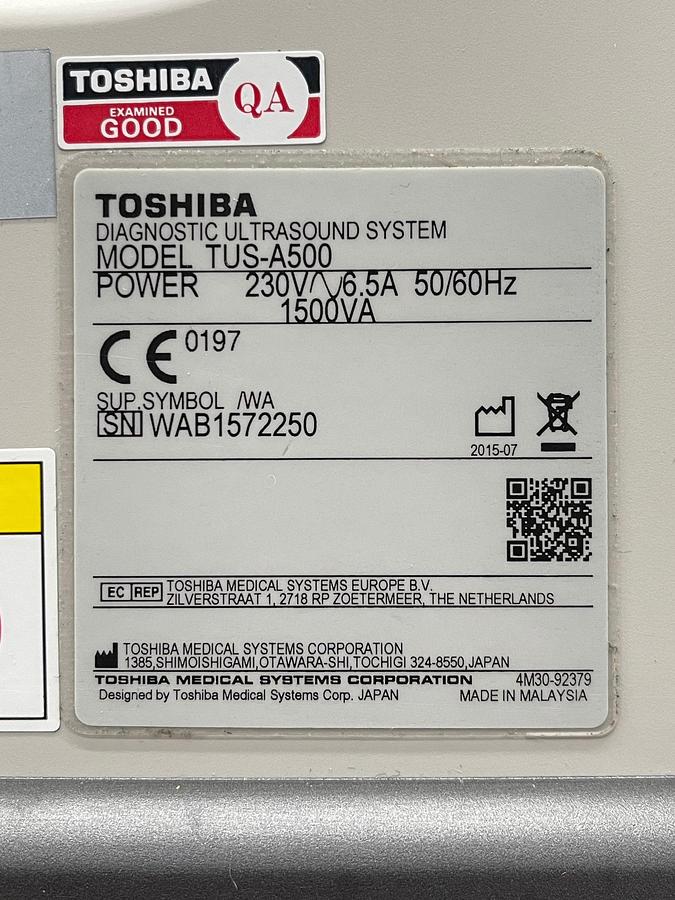 TOSHIBA
EXAMINED
GOOD
QA
TOSHIBA
DIAGNOSTIC ULTRASOUND SYSTEM
MODEL TUS-A500
POWER 230V 6.5A 50/60Hz
1500VA
CE 0197
SUP.SYMBOL /WA
SN WAB1572250
2015-07
EC REP TOSHIBA MEDICAL SYSTEMS EUROPE B.V.
ZILVERSTRAAT 1, 2718 RP ZOETERMEER, THE NETHERLANDS
TOSHIBA MEDICAL SYSTEMS CORPORATION
1385,SHIMOISHIGAMI,OTAWARA-SHI,TOCHIGI 324-8550,JAPAN
TOSHIBA MEDICAL SYSTEMS CORPORATION 4M30-92379
Designed by Toshiba Medical Systems Corp. JAPAN MADE IN MALAYSIA